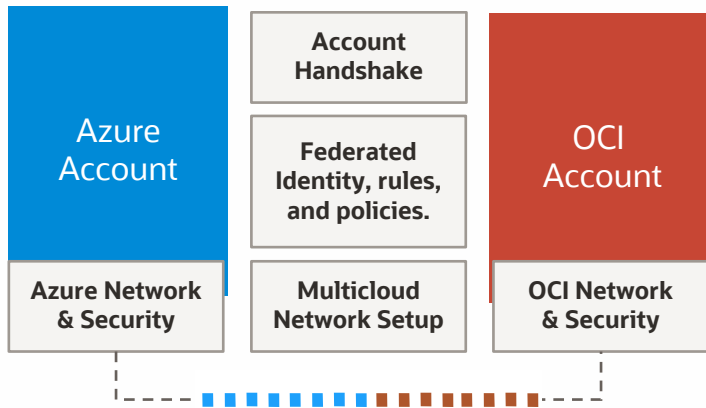 Azure
Account
Account
Handshake
Federated
Identity, rules,
and policies.
OCI
Account
Azure Network
& Security
Multicloud
Network Setup
OCI Network
& Security